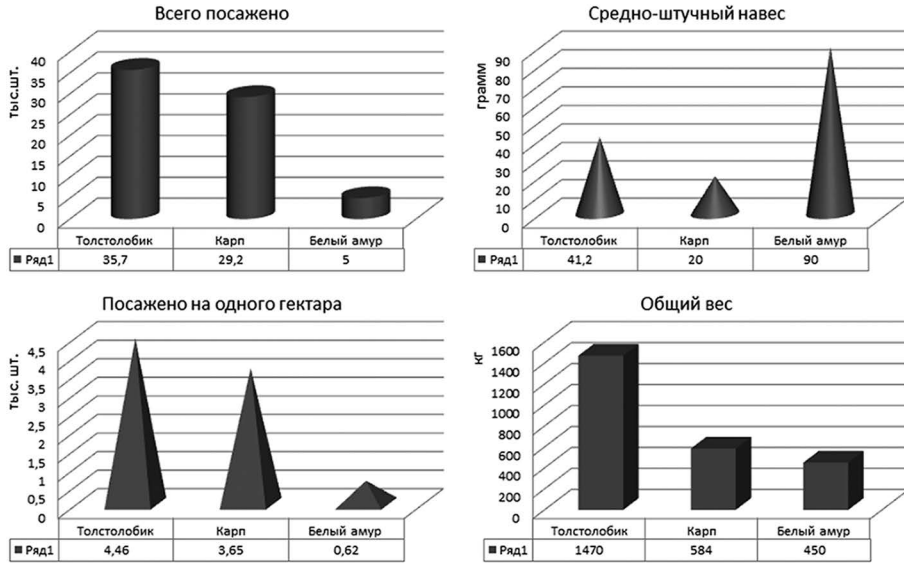 Всего посажено
тыс.шт.
40
35
30
25
20
15
10
5
0
Толстолобик Карп Белый амур
Ряд1 35,7 29,2 5
Средно-штучный навес
грамм
90
80
70
60
50
40
30
20
10
0
Толстолобик Карп Белый амур
Ряд1 41,2 20 90
Посажено на одного гектара
тыс. шт.
4,5
4
3,5
3
2,5
2
1,5
1
0,5
0
Толстолобик Карп Белый амур
Ряд1 4,46 3,65 0,62
Общий вес
кг
1600
1400
1200
1000
800
600
400
200
0
Толстолобик Карп Белый амур
Ряд1 1470 584 450